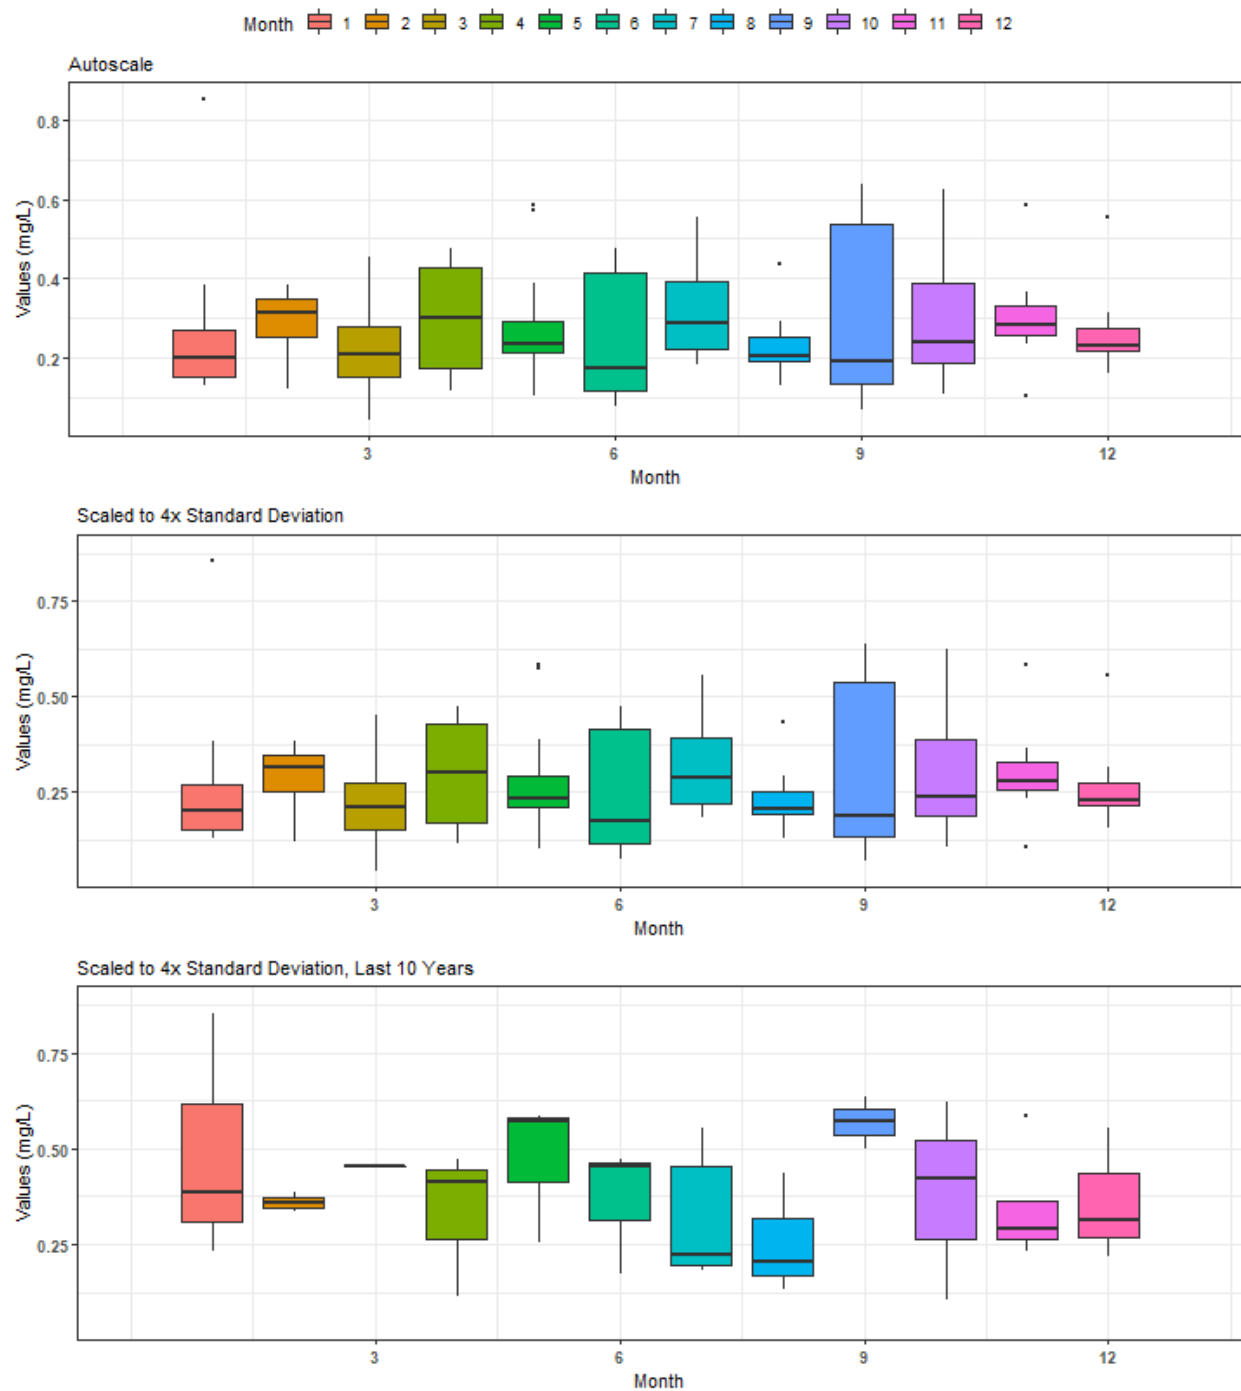 Month 1 2 3 4 5 6 7 8 9 10 11 12
Autoscale
Values (mg/L)
0.8
0.6
0.4
0.2
3 6 9 12
Month
Scaled to 4x Standard Deviation
Values (mg/L)
0.75
0.50
0.25
3 6 9 12
Month
Scaled to 4x Standard Deviation, Last 10 Years
Values (mg/L)
0.75
0.50
0.25
3 6 9 12
Month